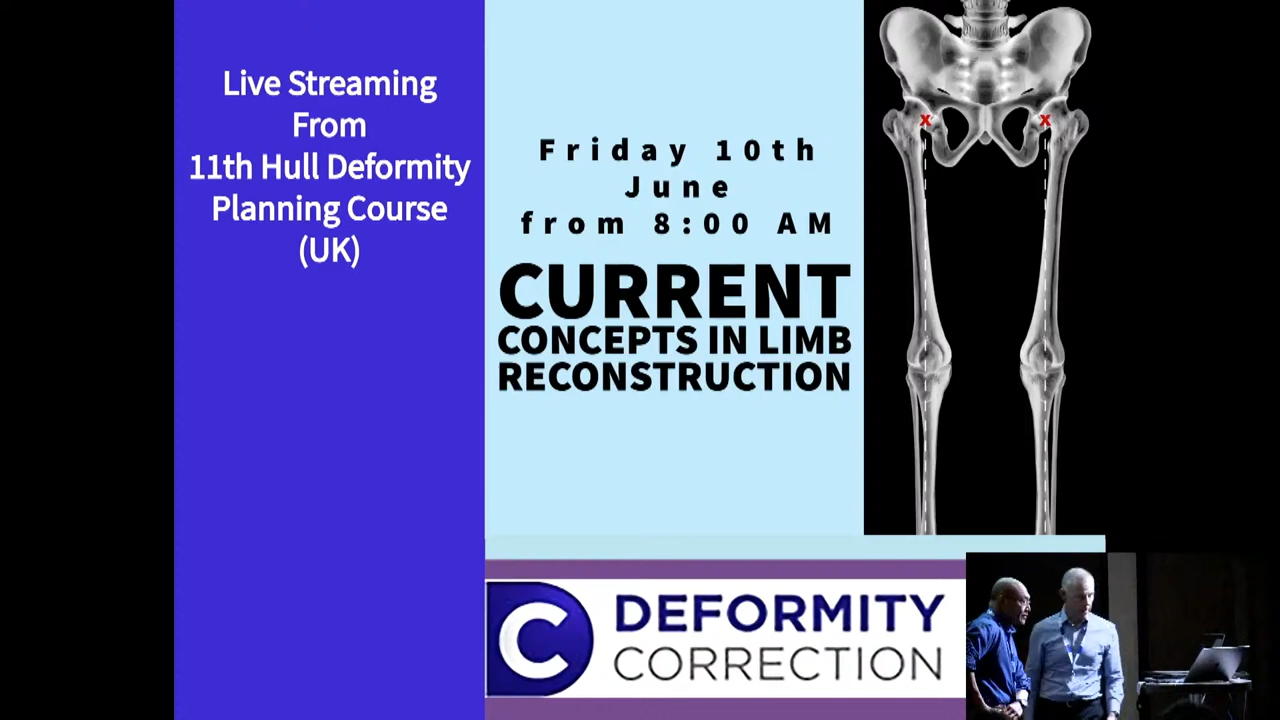 Live Streaming
From
11th Hull Deformity
Planning Course
(UK)
Friday 10th
June
from 8:00 AM
CURRENT
CONCEPTS IN LIMB
RECONSTRUCTION
x x
DC DEFORMITY
CORRECTION